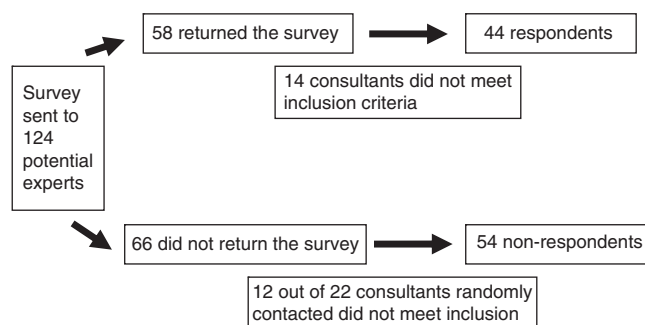 58 returned the survey
44 respondents
14 consultants did not meet
inclusion criteria
Survey
sent to
124
potential
experts
66 did not return the survey
54 non-respondents
12 out of 22 consultants randomly
contacted did not meet inclusion